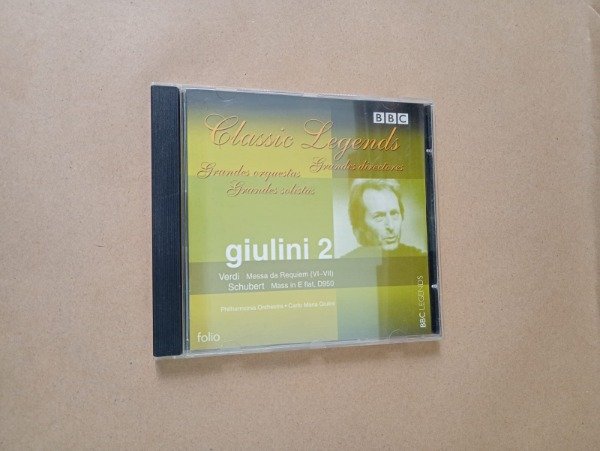 BBC
Classic Legends
Grandes orquestas Grandes directores
Grandes solistas
giulini 2
Verdi Messa da Requiem (VI-VII)
Schubert Mass in E flat, D950
Philharmonia Orchestra • Carlo Maria Giulini
folio
BBC LEGENDS